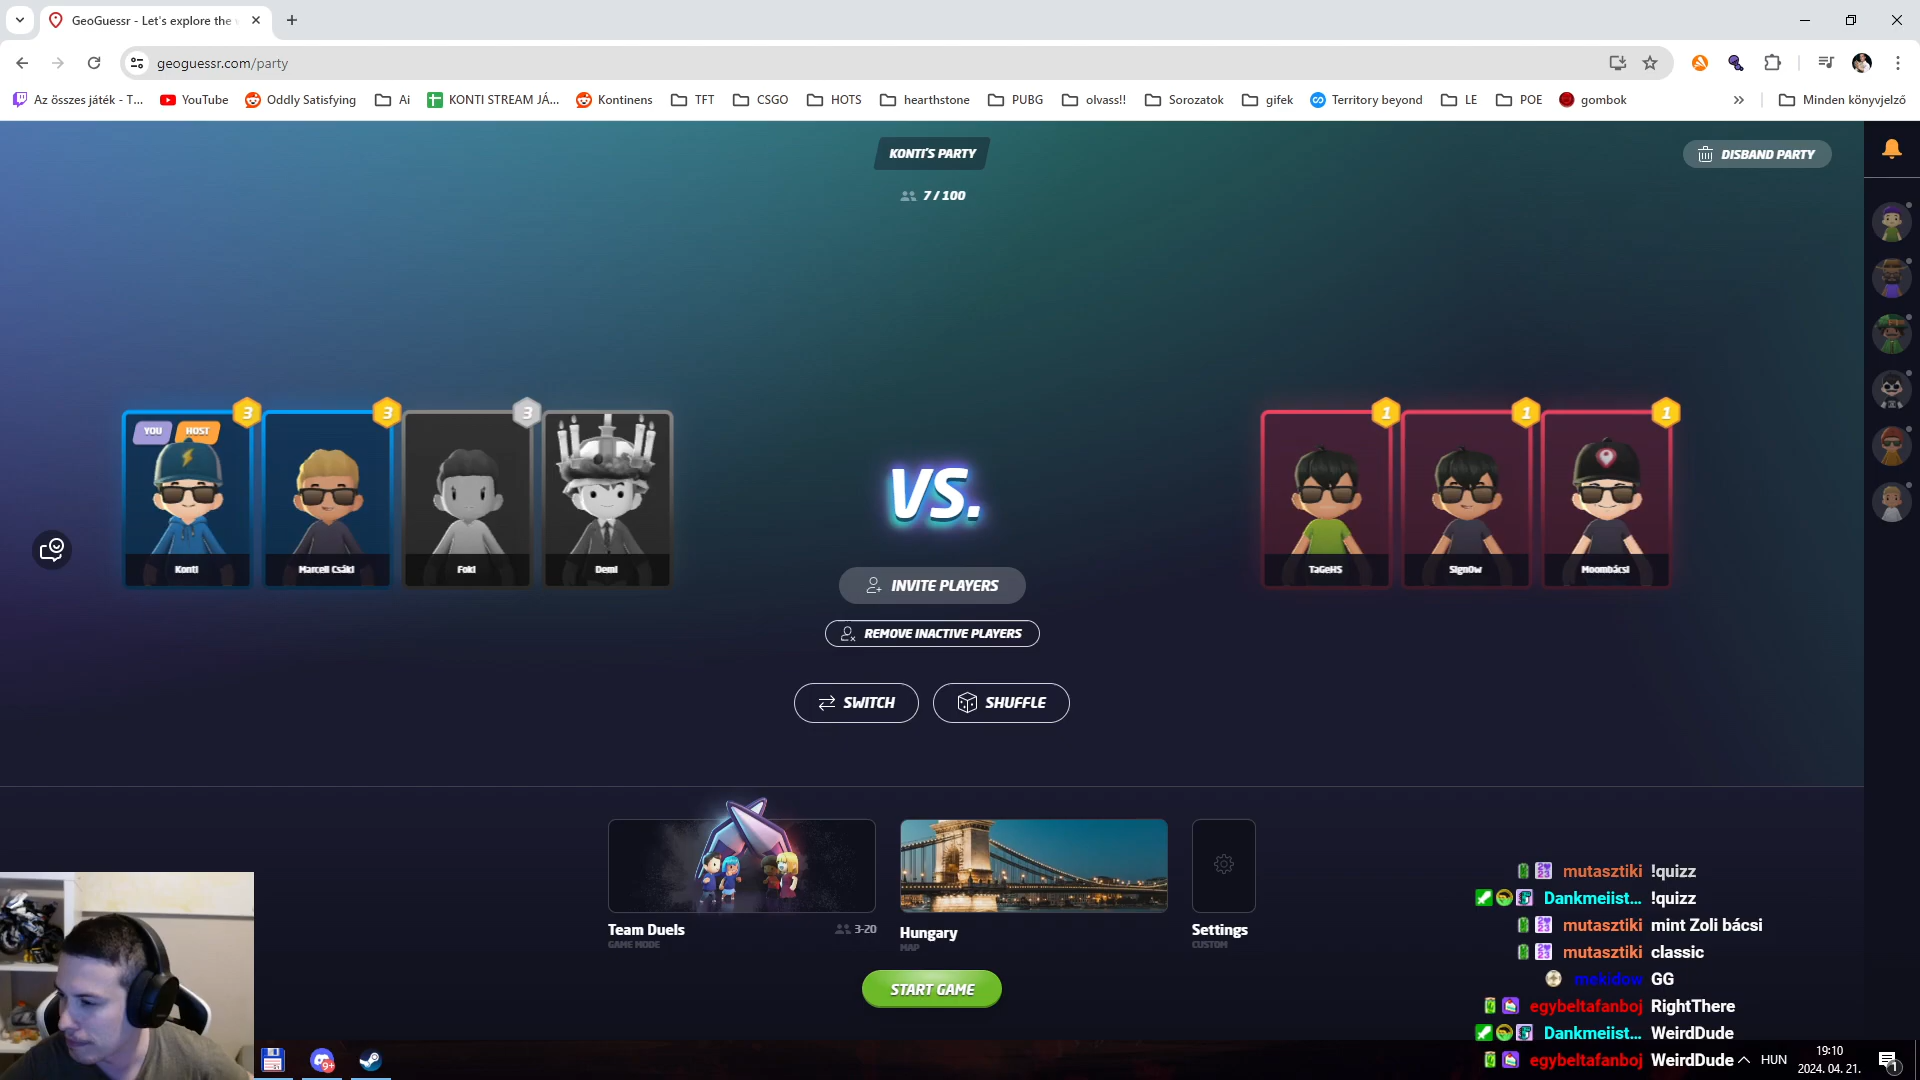 GeoGuessr - Let's explore the
geoguessr.com/party
Az összes játék - T...
YouTube
Oddly Satisfying
Ai
KONTI STREAM JÁ...
Kontinens
TFT
CSGO
HOTS
hearthstone
PUBG
olvass!!
Sorozatok
gifek
Territory beyond
LE
POE
gombok
Minden könyvjelző
KONTI'S PARTY
7 / 100
DISBAND PARTY
3
3
3
1
1
1
YOU
HOST
Konti
Marcell Csáki
Foki
Demi
VS.
TaGeHS
Sign0w
Moombácsi
INVITE PLAYERS
REMOVE INACTIVE PLAYERS
SWITCH
SHUFFLE
Team Duels
3-20
GAME MODE
Hungary
MAP
Settings
CUSTOM
START GAME
mutasztiki !quizz
Dankmeiist... !quizz
mutasztiki mint Zoli bácsi
mutasztiki classic
mekidow GG
egybeltafanboj RightThere
Dankmeiist... WeirdDude
egybeltafanboj WeirdDude
9+
HUN
19:10
2024. 04. 21.
1